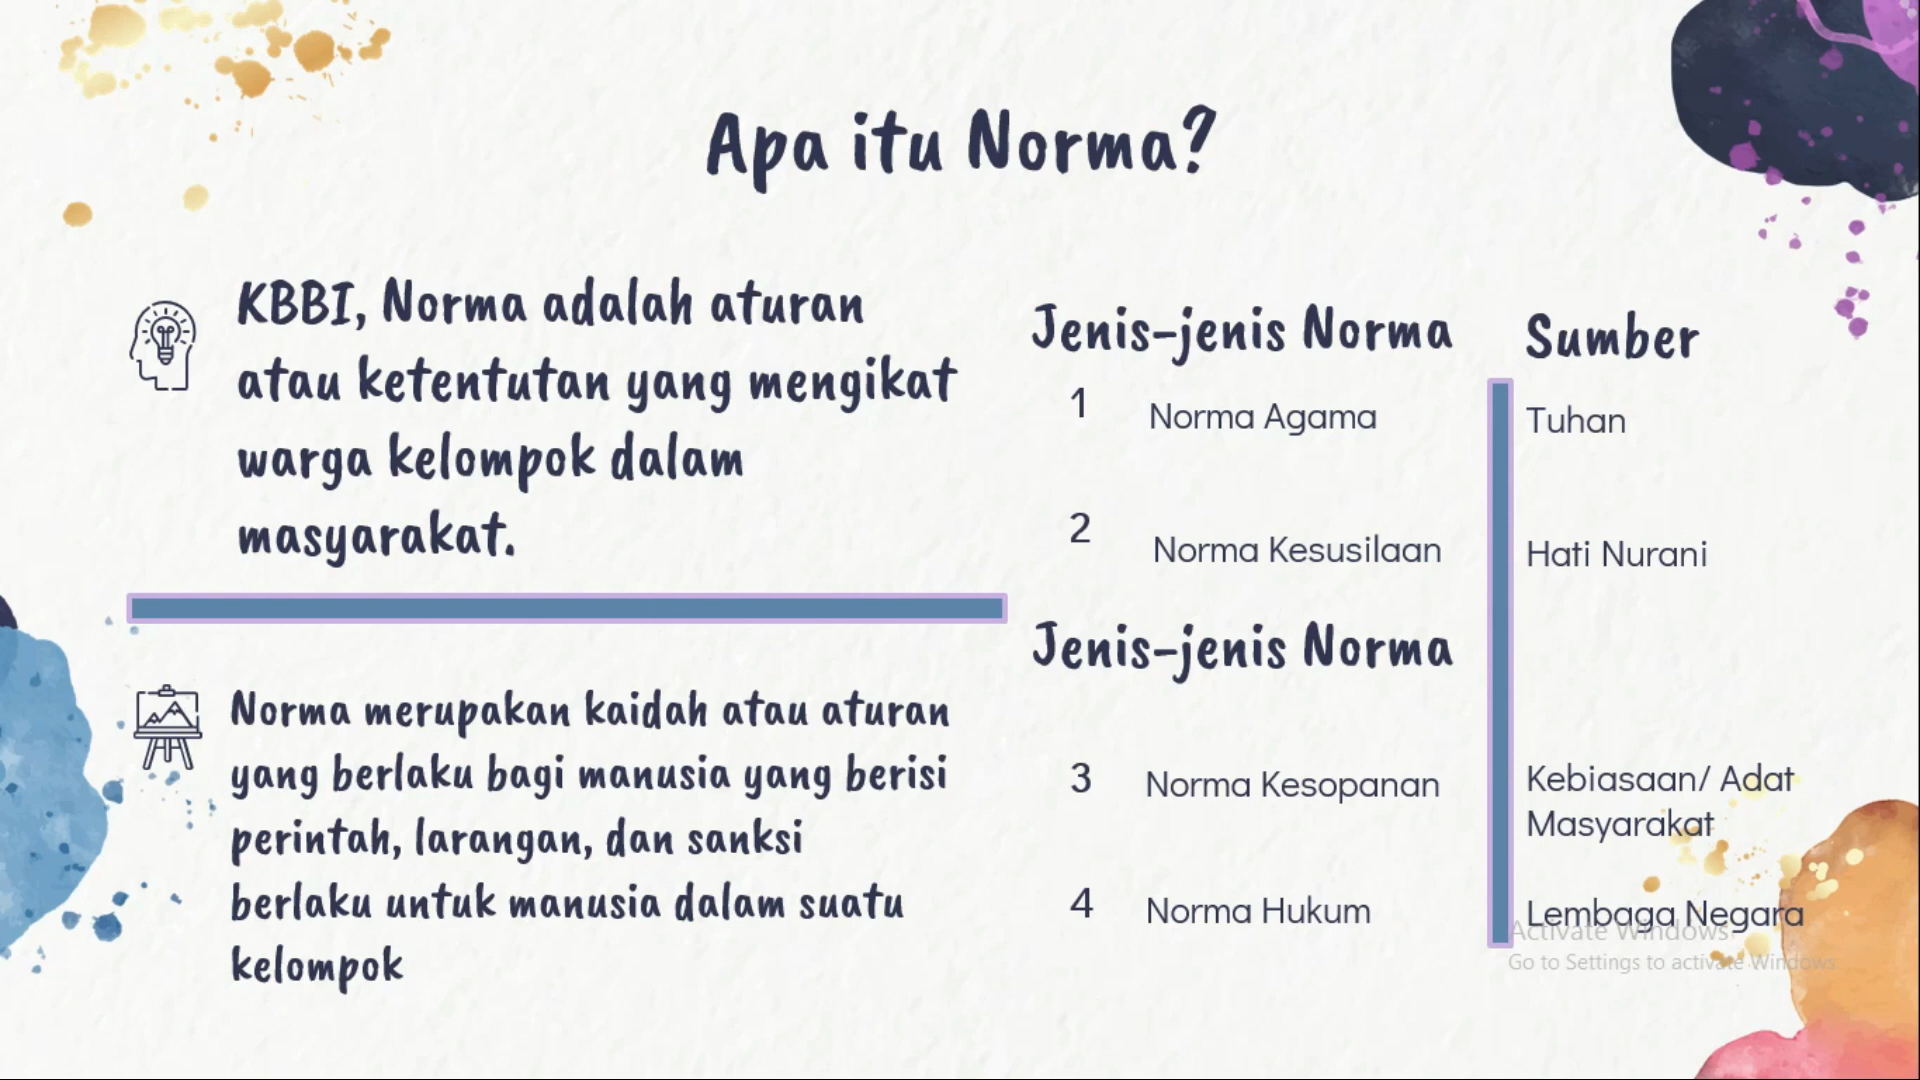 Apa itu Norma?
KBBI, Norma adalah aturan
atau ketentutan yang mengikat
warga kelompok dalam
masyarakat.
Norma merupakan kaidah atau aturan
yang berlaku bagi manusia yang berisi
perintah, larangan, dan sanksi
berlaku untuk manusia dalam suatu
kelompok
Jenis-jenis Norma
Sumber
1 Norma Agama
Tuhan
2 Norma Kesusilaan
Hati Nurani
Jenis-jenis Norma
3 Norma Kesopanan
Kebiasaan/ Adat
Masyarakat
4 Norma Hukum
Lembaga Negara
Activate Windows
Go to Settings to activate Windows.